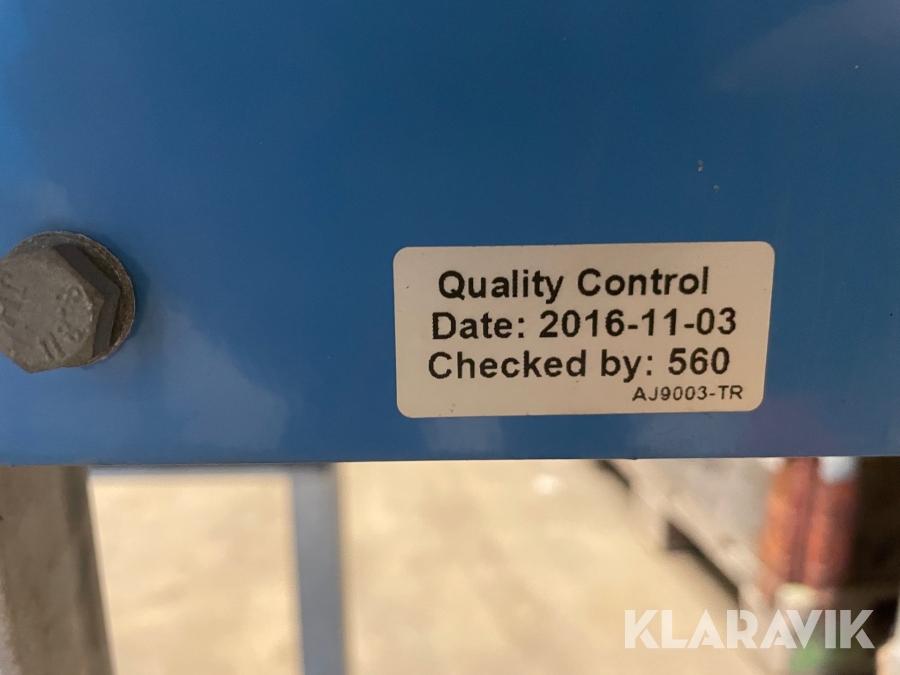 Quality Control
Date: 2016-11-03
Checked by: 560
AJ9003-TR
KLARAVIK